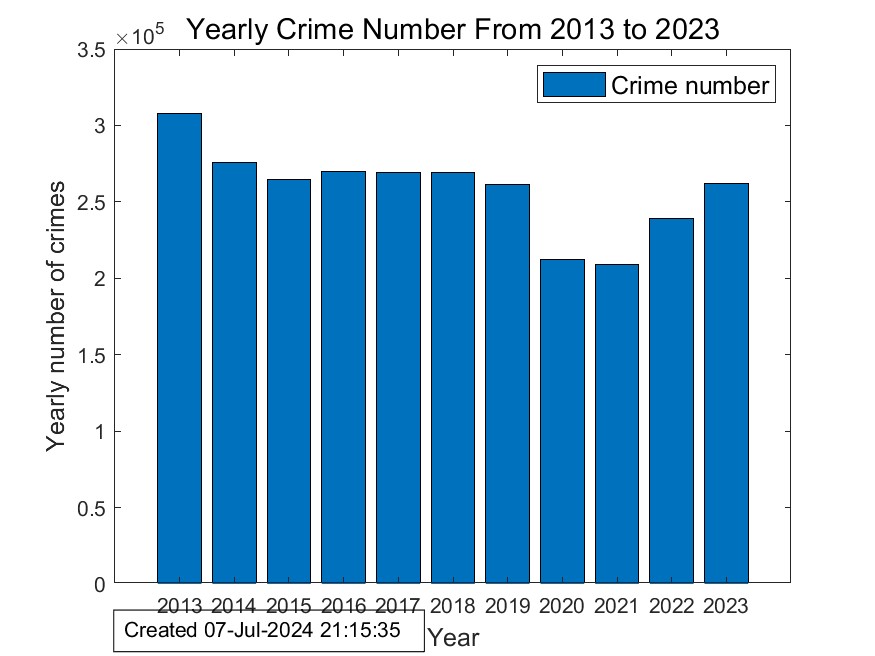 Yearly Crime Number From 2013 to 2023
×10⁵
3.5
3
2.5
2
1.5
1
0.5
0
Yearly number of crimes
Crime number
2013 2014 2015 2016 2017 2018 2019 2020 2021 2022 2023
Created 07-Jul-2024 21:15:35
Year